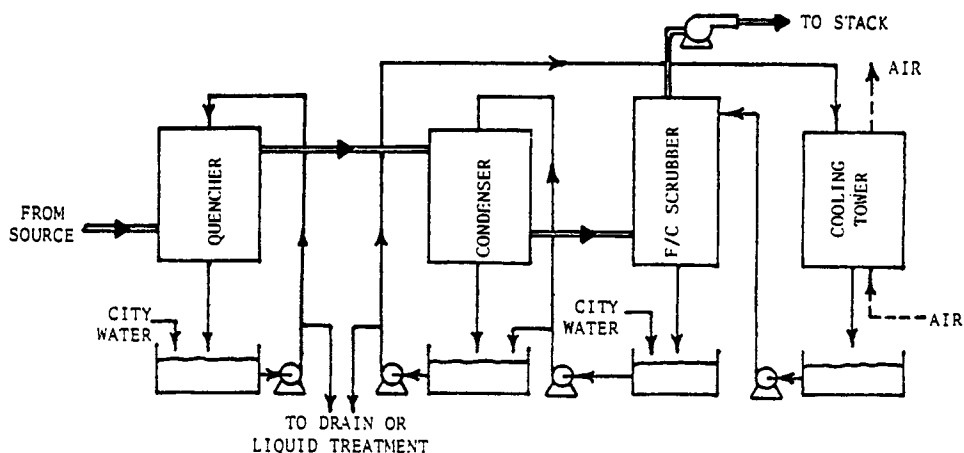 TO STACK
AIR
QUENCHER
CONDENSER
F/C SCRUBBER
COOLING
TOWER
FROM
SOURCE
CITY
WATER
CITY
WATER
AIR
TO DRAIN OR
LIQUID TREATMENT